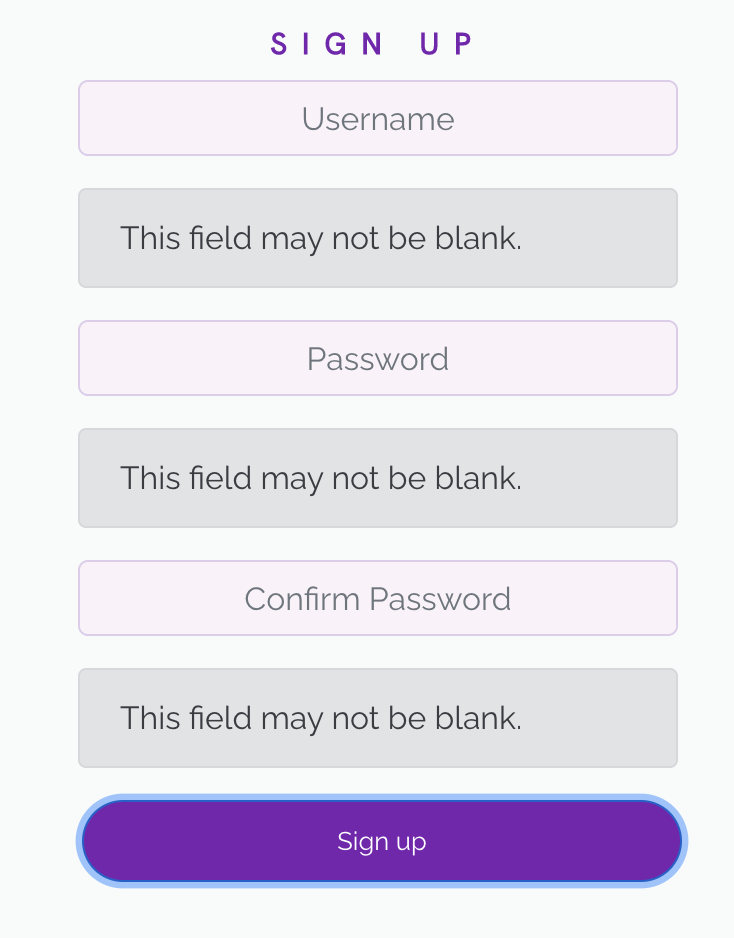 SIGN UP
Username
This field may not be blank.
Password
This field may not be blank.
Confirm Password
This field may not be blank.
Sign up